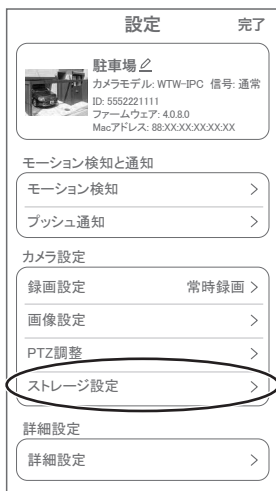 設定 完了
駐車場
カメラモデル: WTW-IPC 信号: 通常
ID: 5552221111
ファームウェア: 4.0.8.0
Macアドレス: 88:XX:XX:XX:XX:XX
モーション検知と通知
モーション検知 >
プッシュ通知 >
カメラ設定
録画設定 常時録画 >
画像設定 >
PTZ調整 >
ストレージ設定 >
詳細設定
詳細設定 >